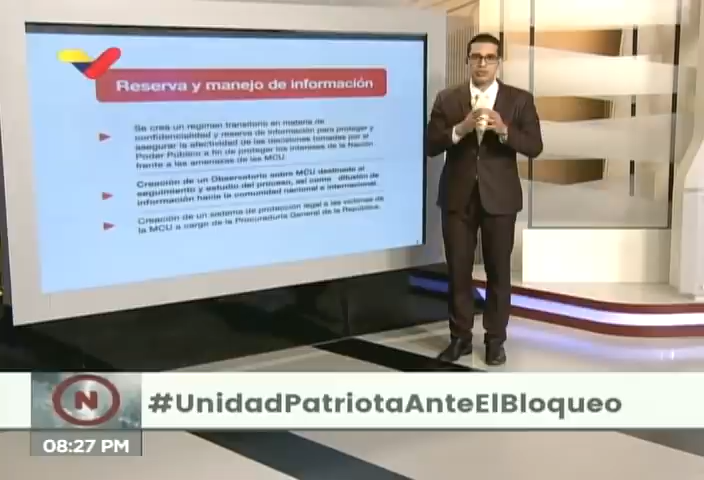 Reserva y manejo de información
Se crea un régimen transitorio en materia de
confidencialidad y reserva de información para proteger y
asegurar la efectividad de las decisiones tomadas por el
Poder Público a fin de proteger los intereses de la Nación
frente a las amenazas de las MCU.
Creación de un Observatorio sobre MCU destinado al
seguimiento y estudio del proceso, así como difusión de
información hacia la comunidad nacional e internacional.
Creación de un sistema de protección legal a las víctimas de
la MCU a cargo de la Procuraduría General de la República.
N
#UnidadPatriotaAnteElBloqueo
08:27 PM